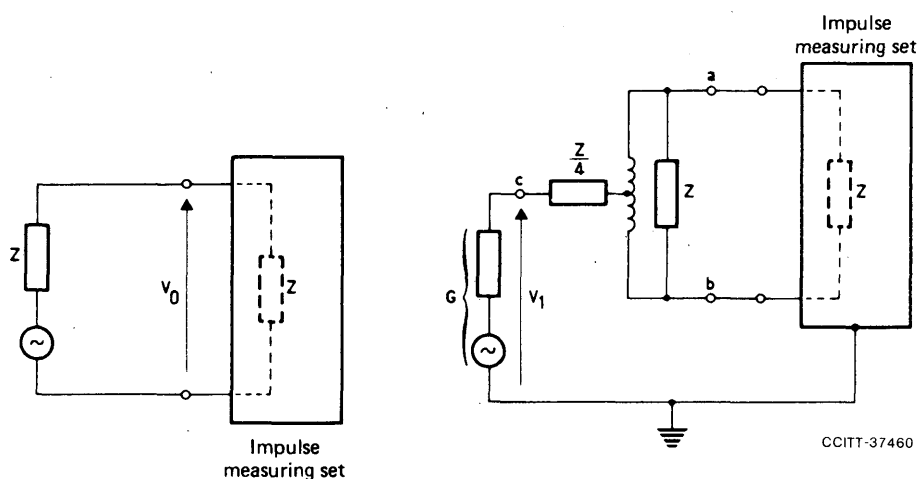 Impulse
measuring set
a
Z/4
c
Z
Z
G
V1
b
Z
V0
Z
Impulse
measuring set
CCITT-37460